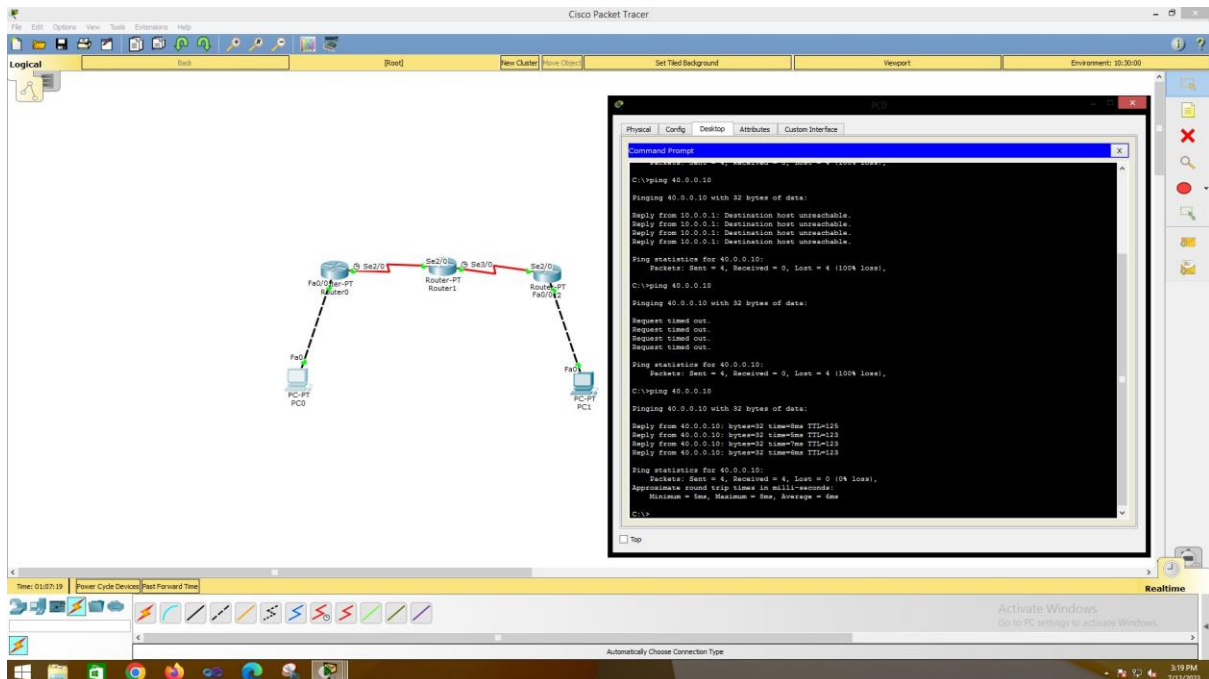 Cisco Packet Tracer
File Edit Options View Tools Extensions Help
Logical Back [Root] New Cluster Move Object Set Tiled Background Viewport Environment: 10:30:00
PC0
Physical Config Desktop Attributes Custom Interface
Command Prompt X
Packets: Sent = 4, Received = 0, Lost = 4 (100% loss),
C:\>ping 40.0.0.10
Pinging 40.0.0.10 with 32 bytes of data:
Reply from 10.0.0.1: Destination host unreachable.
Reply from 10.0.0.1: Destination host unreachable.
Reply from 10.0.0.1: Destination host unreachable.
Reply from 10.0.0.1: Destination host unreachable.
Ping statistics for 40.0.0.10:
Packets: Sent = 4, Received = 0, Lost = 4 (100% loss),
C:\>ping 40.0.0.10
Pinging 40.0.0.10 with 32 bytes of data:
Request timed out.
Request timed out.
Request timed out.
Request timed out.
Ping statistics for 40.0.0.10:
Packets: Sent = 4, Received = 0, Lost = 4 (100% loss),
C:\>ping 40.0.0.10
Pinging 40.0.0.10 with 32 bytes of data:
Reply from 40.0.0.10: bytes=32 time=8ms TTL=125
Reply from 40.0.0.10: bytes=32 time=5ms TTL=123
Reply from 40.0.0.10: bytes=32 time=7ms TTL=123
Reply from 40.0.0.10: bytes=32 time=6ms TTL=123
Ping statistics for 40.0.0.10:
Packets: Sent = 4, Received = 4, Lost = 0 (0% loss),
Approximate round trip times in milli-seconds:
Minimum = 5ms, Maximum = 8ms, Average = 6ms
C:\>
Top
Se2/0 Se2/0 Se3/0 Se2/0
Fa0/0
Router0
Router-PT
Router1
Fa0/0
Fa0
PC-PT
PC0
Fa0
PC-PT
PC1
Time: 01:07:19 Power Cycle Devices Fast Forward Time Realtime
Activate Windows
Go to PC settings to activate Windows.
Automatically Choose Connection Type
3:19 PM